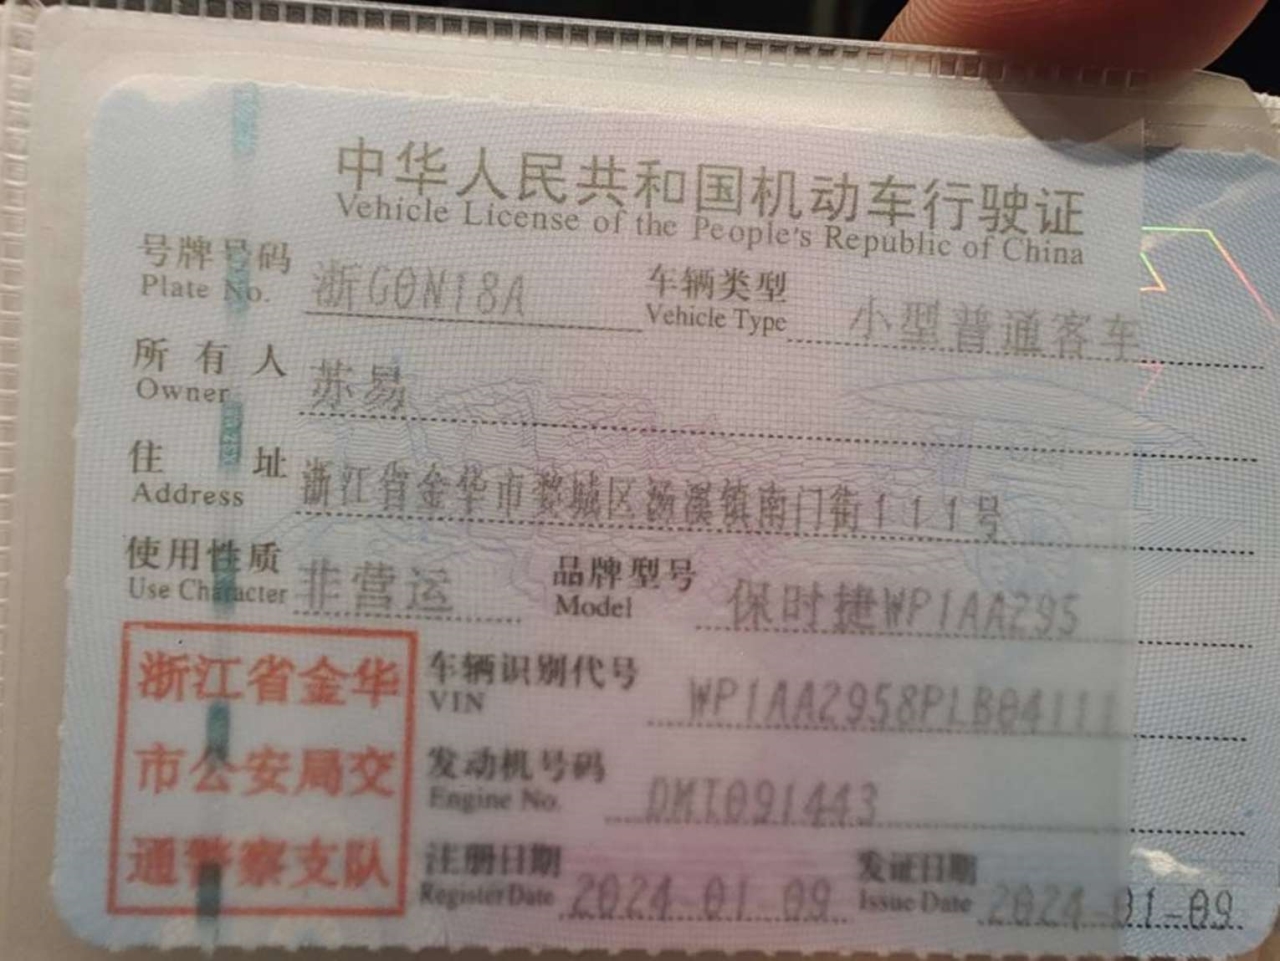 中华人民共和国机动车行驶证
Vehicle License of the People's Republic of China
号牌号码 浙G0N18A 车辆类型 小型普通客车
Plate No. Vehicle Type
所有人 苏易
Owner
住址 浙江省金华市婺城区汤溪镇南门街111号
Address
使用性质 非营运 品牌型号 保时捷WP1AA295
Use Character Model
浙江省金华
市公安局交
通警察支队
车辆识别代号 WP1AA2958PLB04111
VIN
发动机号码 DMT091443
Engine No.
注册日期 2024-01-09 发证日期 2024-01-09
Register Date Issue Date